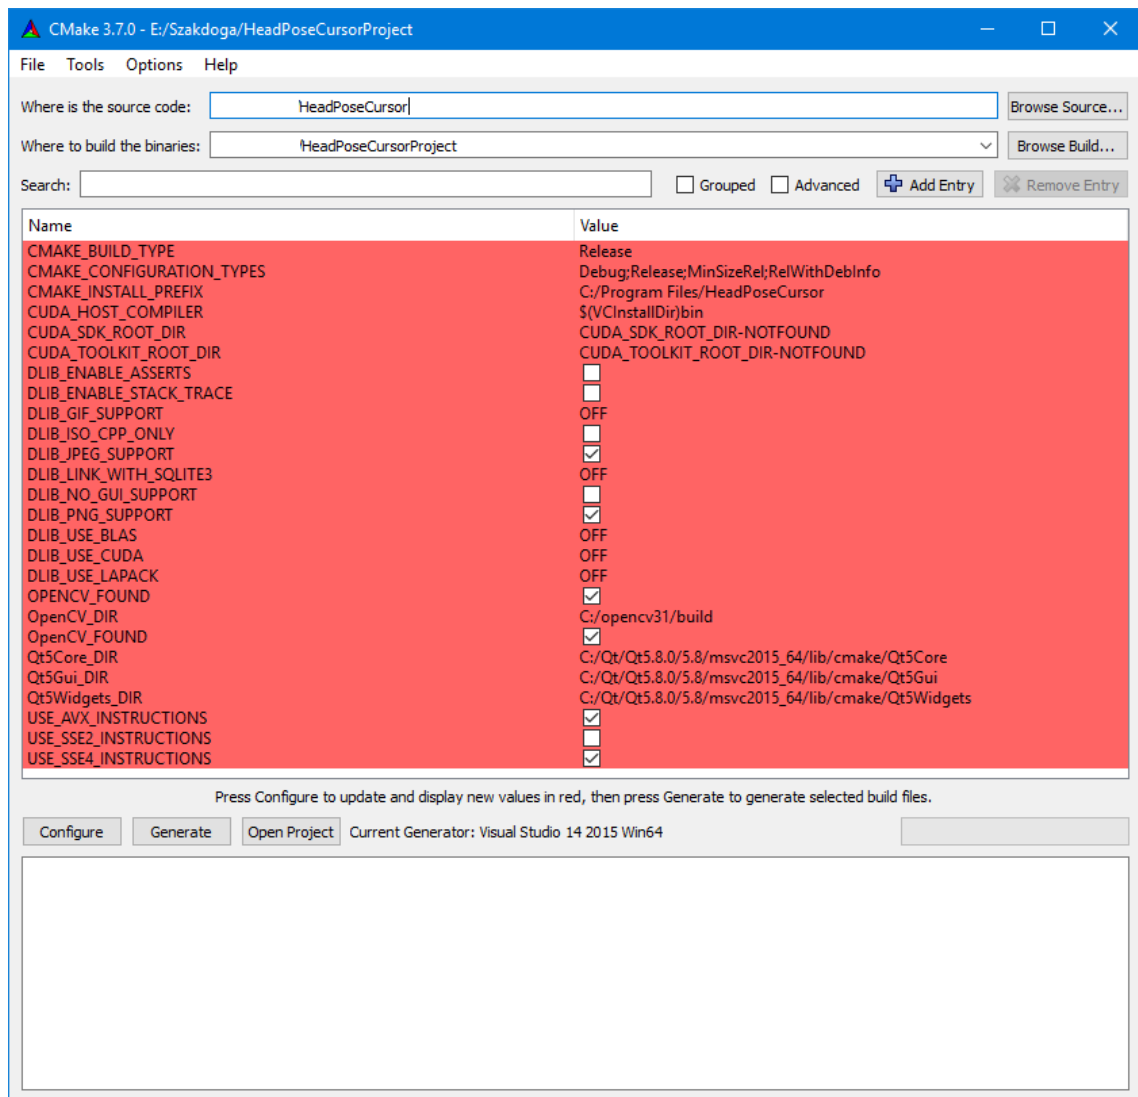 CMake 3.7.0 - E:/Szakdoga/HeadPoseCursorProject
File Tools Options Help
Where is the source code: HeadPoseCursor Browse Source...
Where to build the binaries: HeadPoseCursorProject Browse Build...
Search: Grouped Advanced Add Entry Remove Entry
Name Value
CMAKE_BUILD_TYPE Release
CMAKE_CONFIGURATION_TYPES Debug;Release;MinSizeRel;RelWithDebInfo
CMAKE_INSTALL_PREFIX C:/Program Files/HeadPoseCursor
CUDA_HOST_COMPILER $(VCInstallDir)bin
CUDA_SDK_ROOT_DIR CUDA_SDK_ROOT_DIR-NOTFOUND
CUDA_TOOLKIT_ROOT_DIR CUDA_TOOLKIT_ROOT_DIR-NOTFOUND
DLIB_ENABLE_ASSERTS
DLIB_ENABLE_STACK_TRACE
DLIB_GIF_SUPPORT OFF
DLIB_ISO_CPP_ONLY
DLIB_JPEG_SUPPORT
DLIB_LINK_WITH_SQLITE3 OFF
DLIB_NO_GUI_SUPPORT
DLIB_PNG_SUPPORT
DLIB_USE_BLAS OFF
DLIB_USE_CUDA OFF
DLIB_USE_LAPACK OFF
OPENCV_FOUND
OpenCV_DIR C:/opencv31/build
OpenCV_FOUND
Qt5Core_DIR C:/Qt/Qt5.8.0/5.8/msvc2015_64/lib/cmake/Qt5Core
Qt5Gui_DIR C:/Qt/Qt5.8.0/5.8/msvc2015_64/lib/cmake/Qt5Gui
Qt5Widgets_DIR C:/Qt/Qt5.8.0/5.8/msvc2015_64/lib/cmake/Qt5Widgets
USE_AVX_INSTRUCTIONS
USE_SSE2_INSTRUCTIONS
USE_SSE4_INSTRUCTIONS
Press Configure to update and display new values in red, then press Generate to generate selected build files.
Configure Generate Open Project Current Generator: Visual Studio 14 2015 Win64